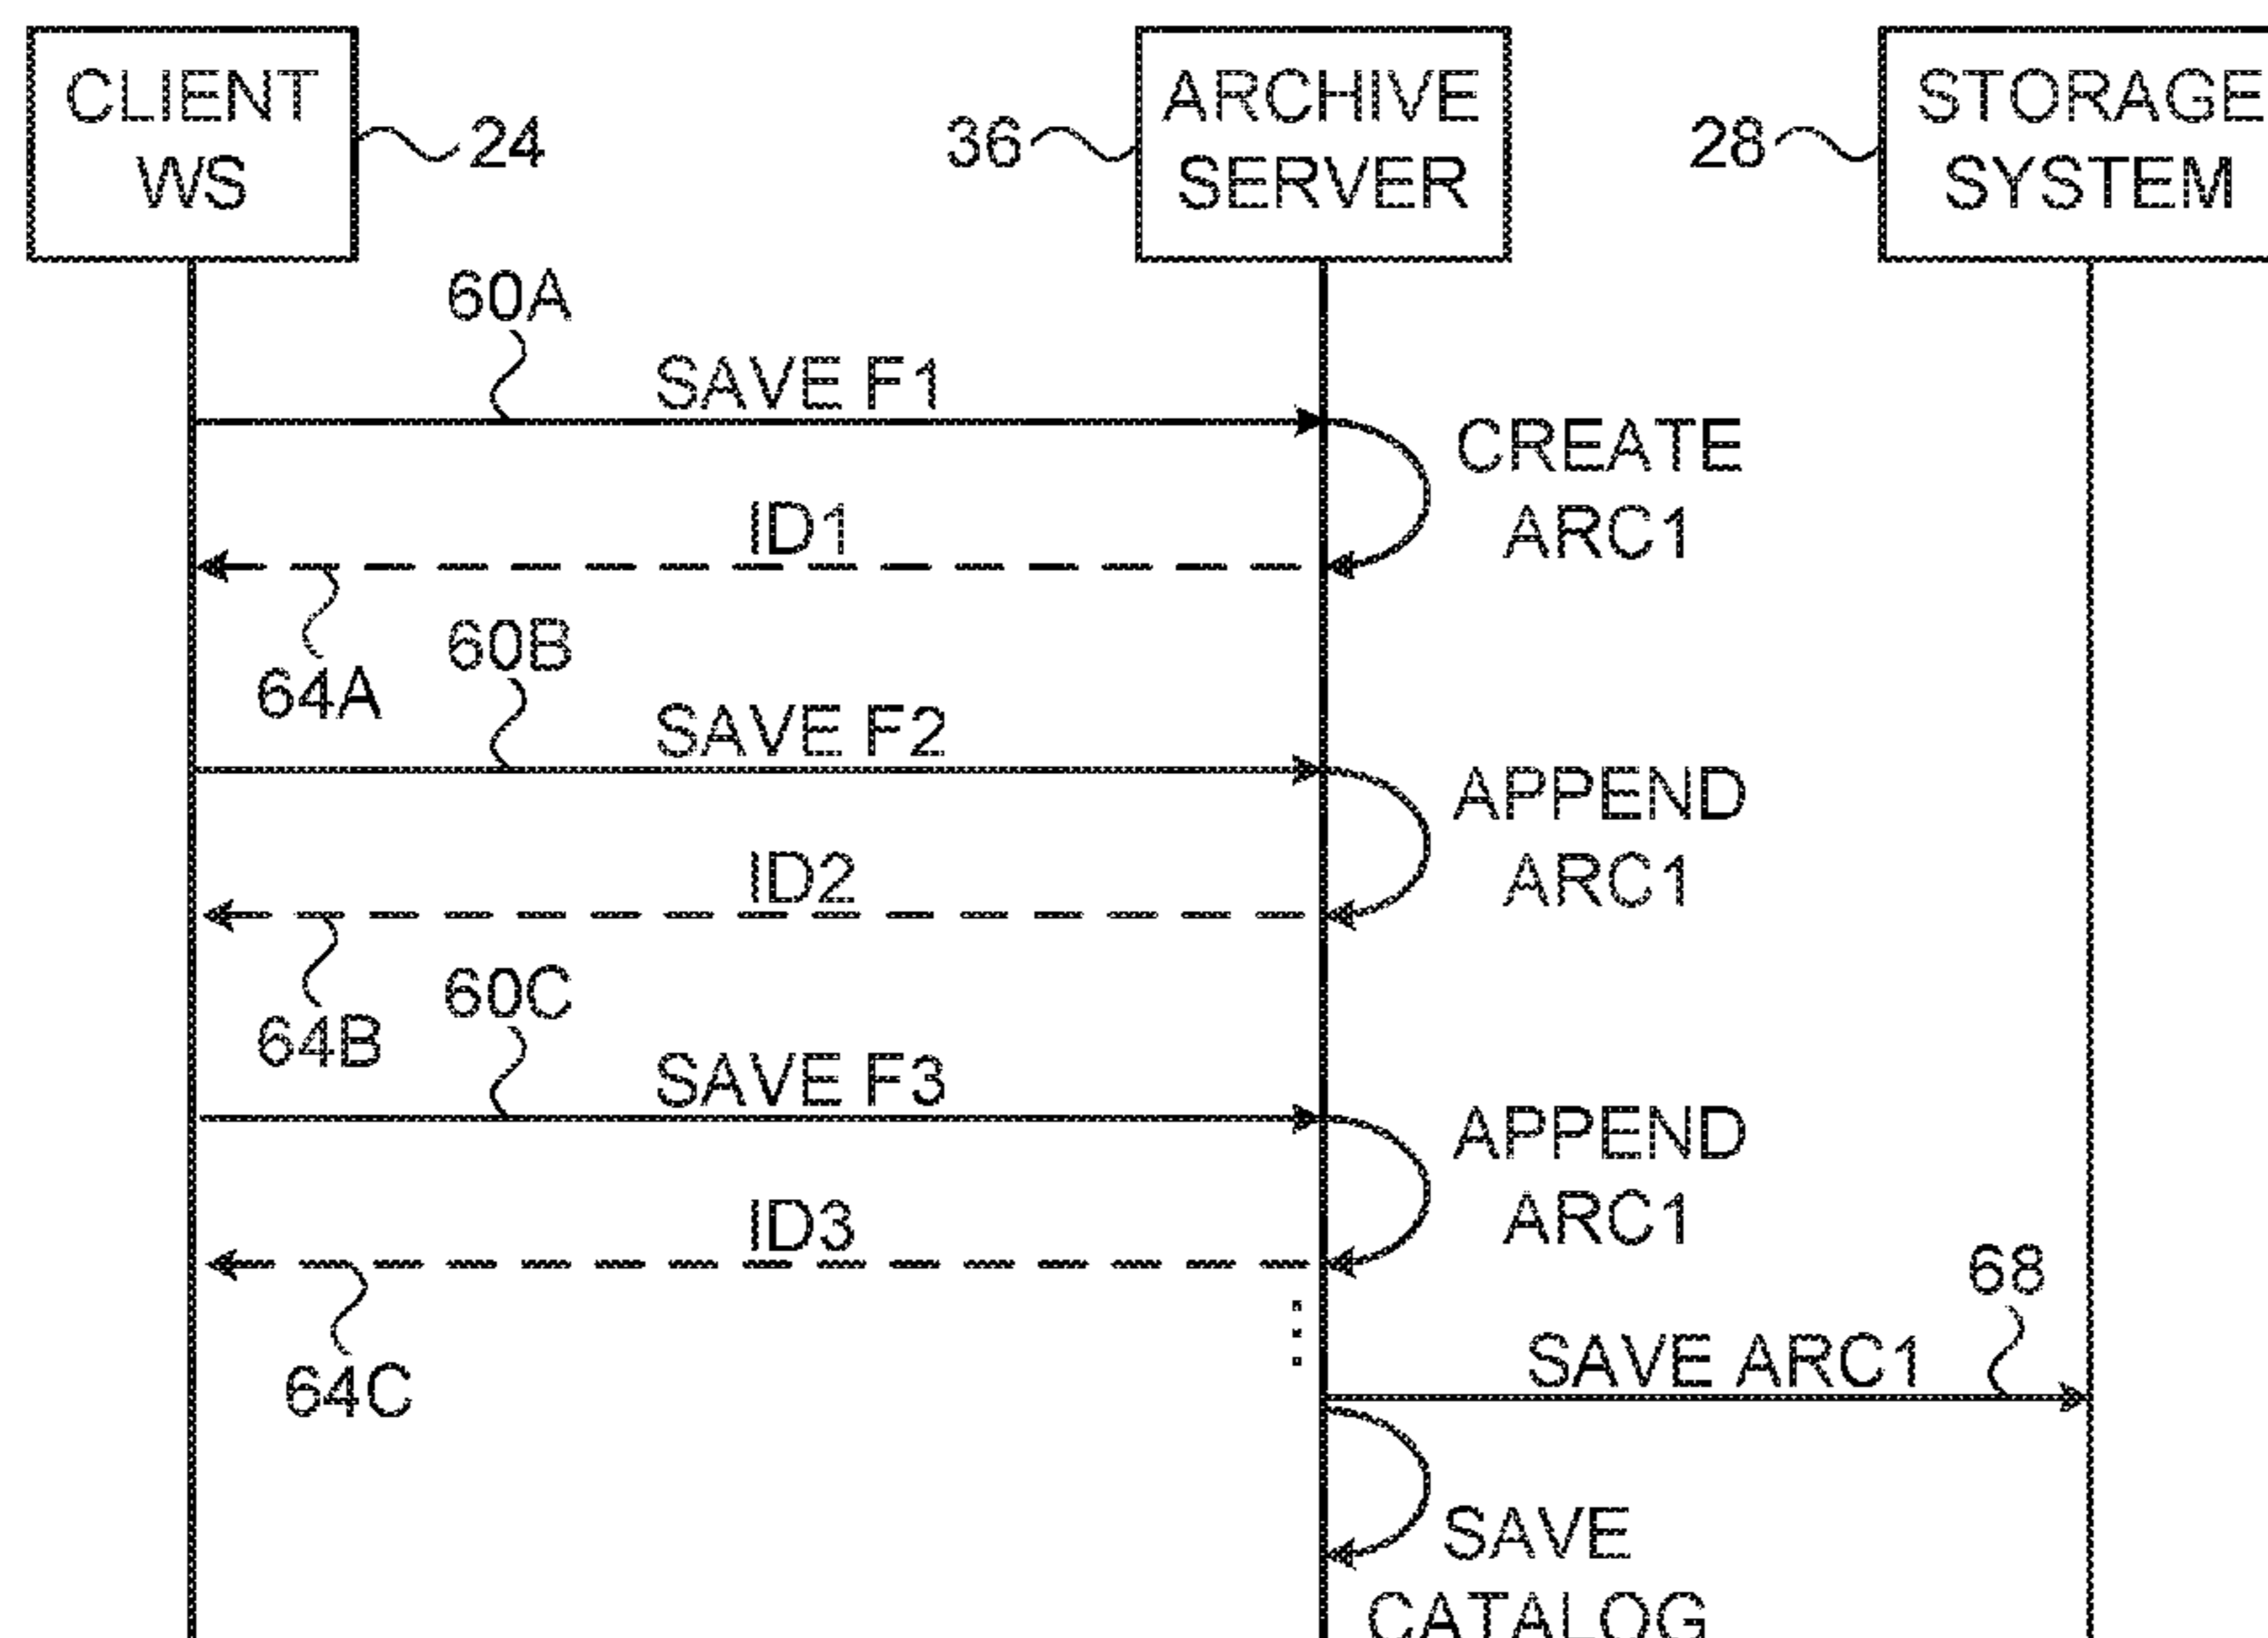 CLIENT
WS
24
36
ARCHIVE
SERVER
28
STORAGE
SYSTEM
60A
SAVE F1
CREATE
ARC1
ID1
64A
60B
SAVE F2
APPEND
ARC1
ID2
64B
60C
SAVE F3
APPEND
ARC1
ID3
64C
68
SAVE ARC1
SAVE
CATALOG